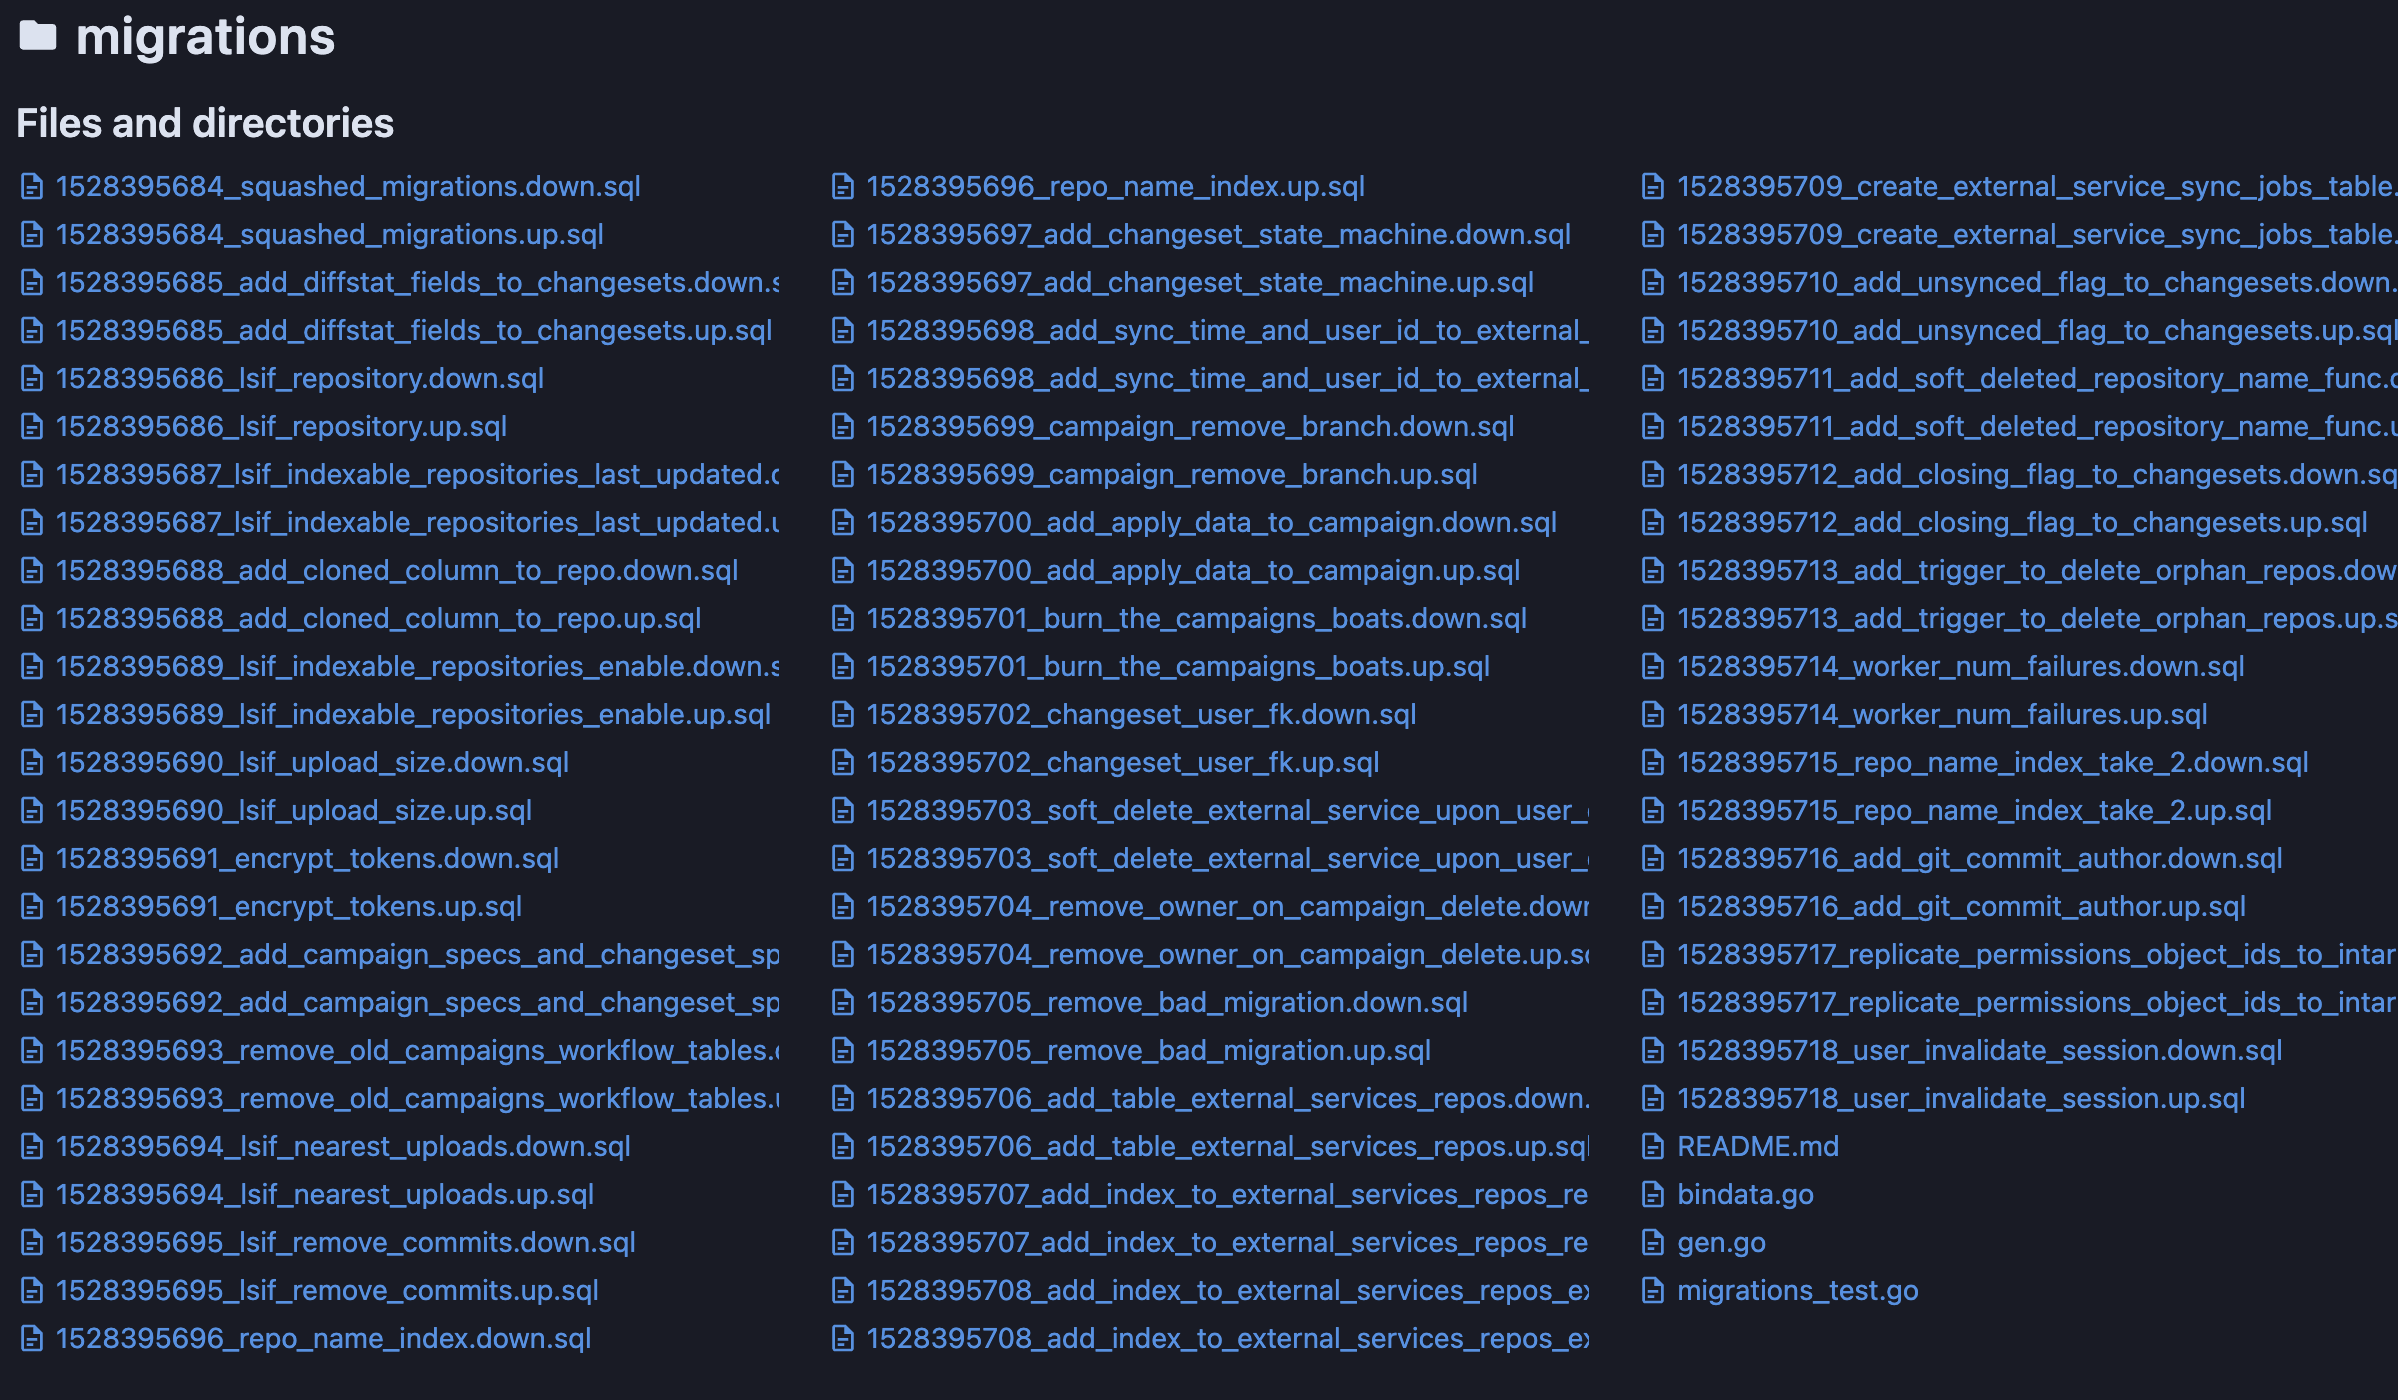 migrations
Files and directories
1528395684_squashed_migrations.down.sql
1528395684_squashed_migrations.up.sql
1528395685_add_diffstat_fields_to_changesets.down.s
1528395685_add_diffstat_fields_to_changesets.up.sql
1528395686_lsif_repository.down.sql
1528395686_lsif_repository.up.sql
1528395687_lsif_indexable_repositories_last_updated.d
1528395687_lsif_indexable_repositories_last_updated.u
1528395688_add_cloned_column_to_repo.down.sql
1528395688_add_cloned_column_to_repo.up.sql
1528395689_lsif_indexable_repositories_enable.down.s
1528395689_lsif_indexable_repositories_enable.up.sql
1528395690_lsif_upload_size.down.sql
1528395690_lsif_upload_size.up.sql
1528395691_encrypt_tokens.down.sql
1528395691_encrypt_tokens.up.sql
1528395692_add_campaign_specs_and_changeset_sp
1528395692_add_campaign_specs_and_changeset_sp
1528395693_remove_old_campaigns_workflow_tables.d
1528395693_remove_old_campaigns_workflow_tables.u
1528395694_lsif_nearest_uploads.down.sql
1528395694_lsif_nearest_uploads.up.sql
1528395695_lsif_remove_commits.down.sql
1528395695_lsif_remove_commits.up.sql
1528395696_repo_name_index.down.sql
1528395696_repo_name_index.up.sql
1528395697_add_changeset_state_machine.down.sql
1528395697_add_changeset_state_machine.up.sql
1528395698_add_sync_time_and_user_id_to_external_
1528395698_add_sync_time_and_user_id_to_external_
1528395699_campaign_remove_branch.down.sql
1528395699_campaign_remove_branch.up.sql
1528395700_add_apply_data_to_campaign.down.sql
1528395700_add_apply_data_to_campaign.up.sql
1528395701_burn_the_campaigns_boats.down.sql
1528395701_burn_the_campaigns_boats.up.sql
1528395702_changeset_user_fk.down.sql
1528395702_changeset_user_fk.up.sql
1528395703_soft_delete_external_service_upon_user_
1528395703_soft_delete_external_service_upon_user_
1528395704_remove_owner_on_campaign_delete.down
1528395704_remove_owner_on_campaign_delete.up.sq
1528395705_remove_bad_migration.down.sql
1528395705_remove_bad_migration.up.sql
1528395706_add_table_external_services_repos.down.
1528395706_add_table_external_services_repos.up.sql
1528395707_add_index_to_external_services_repos_re
1528395707_add_index_to_external_services_repos_re
1528395708_add_index_to_external_services_repos_ex
1528395708_add_index_to_external_services_repos_ex
1528395709_create_external_service_sync_jobs_table.
1528395709_create_external_service_sync_jobs_table.
1528395710_add_unsynced_flag_to_changesets.down.
1528395710_add_unsynced_flag_to_changesets.up.sql
1528395711_add_soft_deleted_repository_name_func.d
1528395711_add_soft_deleted_repository_name_func.u
1528395712_add_closing_flag_to_changesets.down.sq
1528395712_add_closing_flag_to_changesets.up.sql
1528395713_add_trigger_to_delete_orphan_repos.dow
1528395713_add_trigger_to_delete_orphan_repos.up.s
1528395714_worker_num_failures.down.sql
1528395714_worker_num_failures.up.sql
1528395715_repo_name_index_take_2.down.sql
1528395715_repo_name_index_take_2.up.sql
1528395716_add_git_commit_author.down.sql
1528395716_add_git_commit_author.up.sql
1528395717_replicate_permissions_object_ids_to_intar
1528395717_replicate_permissions_object_ids_to_intar
1528395718_user_invalidate_session.down.sql
1528395718_user_invalidate_session.up.sql
README.md
bindata.go
gen.go
migrations_test.go